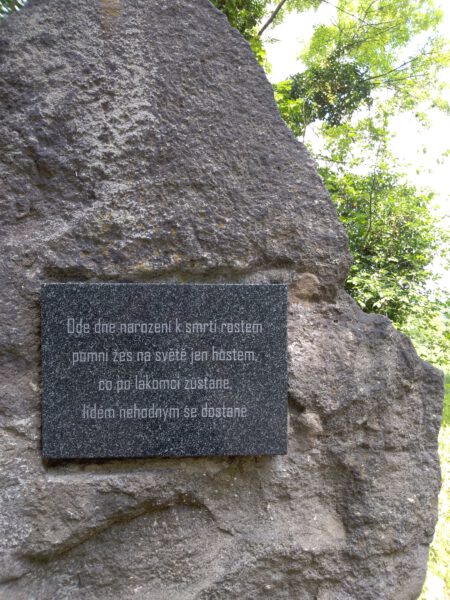 Ode dne narození k smrti rostem
pomni žes na světě jen hostem,
co po lakomci zůstane,
lidem nehodným se dostane